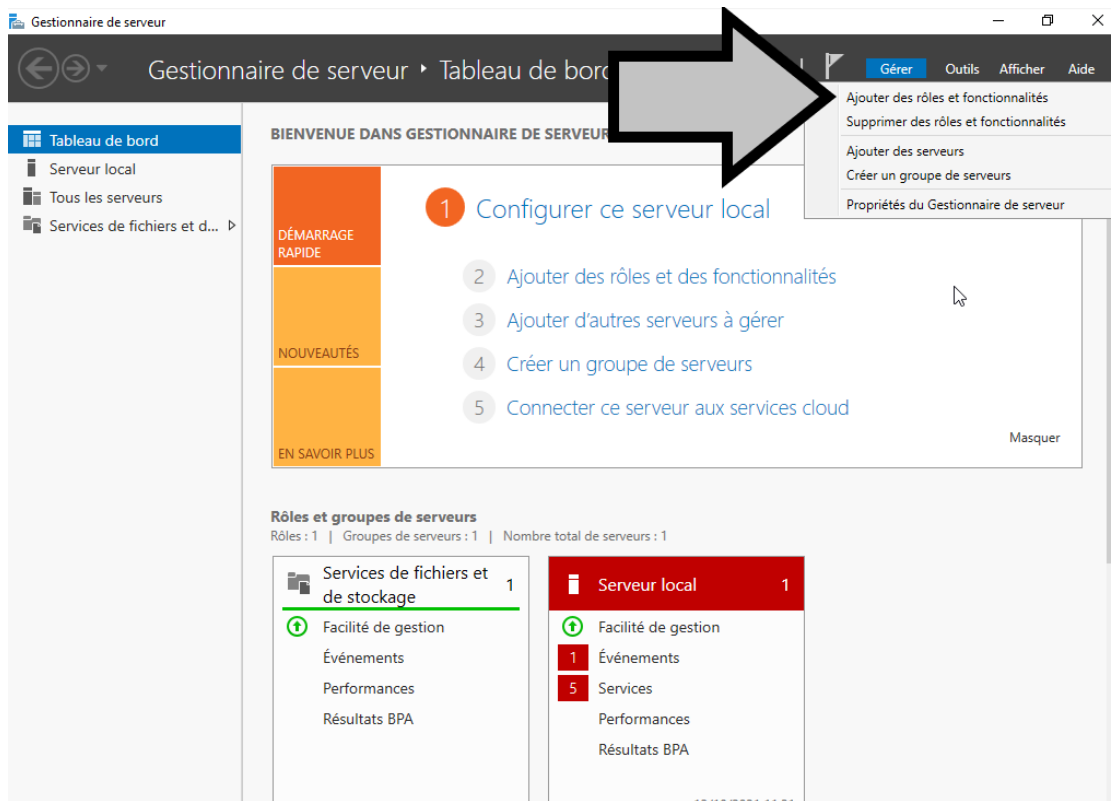 Gestionnaire de serveur
Gestionnaire de serveur Tableau de bord
Gérer Outils Afficher Aide
Ajouter des rôles et fonctionnalités
Supprimer des rôles et fonctionnalités
Ajouter des serveurs
Créer un groupe de serveurs
Propriétés du Gestionnaire de serveur
Tableau de bord
Serveur local
Tous les serveurs
Services de fichiers et d...
BIENVENUE DANS GESTIONNAIRE DE SERVEUR
DÉMARRAGE
RAPIDE
NOUVEAUTÉS
EN SAVOIR PLUS
1 Configurer ce serveur local
2 Ajouter des rôles et des fonctionnalités
3 Ajouter d'autres serveurs à gérer
4 Créer un groupe de serveurs
5 Connecter ce serveur aux services cloud
Masquer
Rôles et groupes de serveurs
Rôles : 1 | Groupes de serveurs : 1 | Nombre total de serveurs : 1
Services de fichiers et
de stockage
1
Facilité de gestion
Événements
Performances
Résultats BPA
Serveur local 1
Facilité de gestion
1 Événements
5 Services
Performances
Résultats BPA